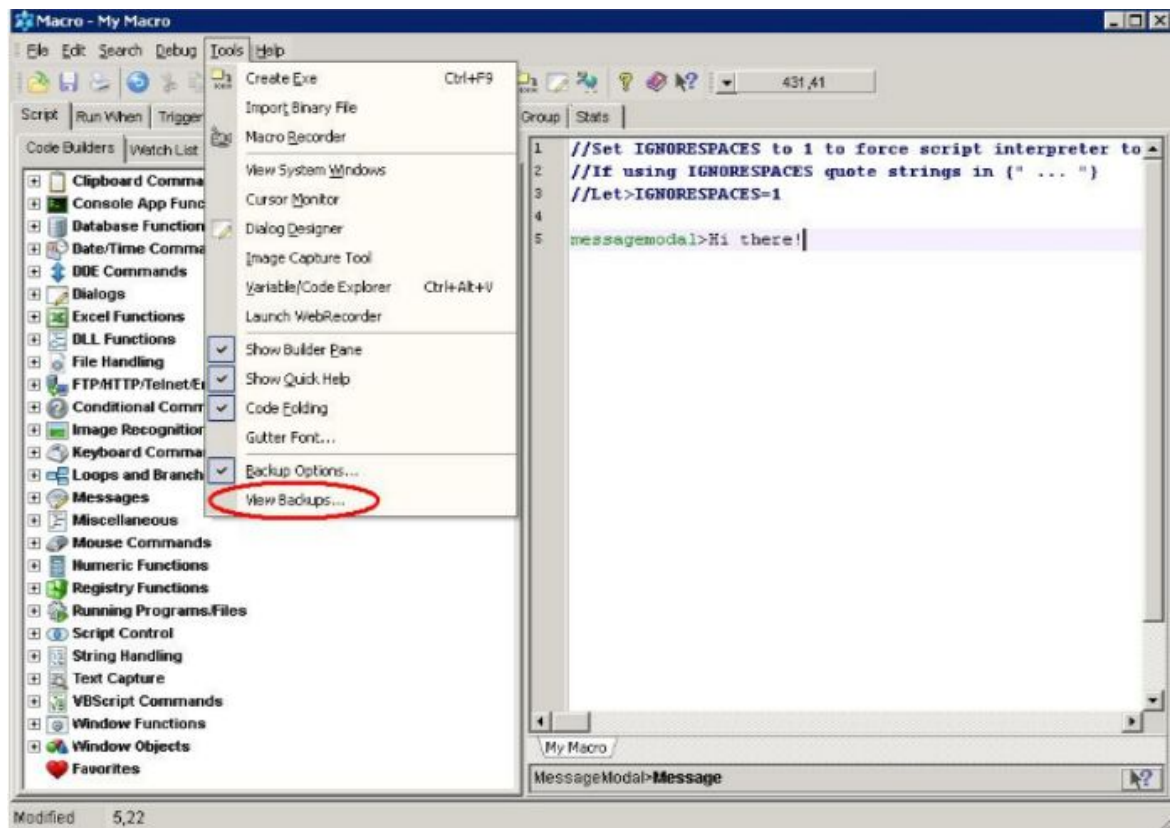 Macro - My Macro
File Edit Search Debug Tools Help
431,41
Script Run When Trigger Group Stats
Code Builders Watch List
Create Exe Ctrl+F9
Import Binary File
Macro Recorder
View System Windows
Cursor Monitor
Dialog Designer
Image Capture Tool
Variable/Code Explorer Ctrl+Alt+V
Launch WebRecorder
Show Builder Pane
Show Quick Help
Code Folding
Gutter Font...
Backup Options...
View Backups...
Clipboard Comma
Console App Func
Database Function
Date/Time Comma
DDE Commands
Dialogs
Excel Functions
DLL Functions
File Handling
FTP/HTTP/Telnet/E
Conditional Comm
Image Recognition
Keyboard Comma
Loops and Branch
Messages
Miscellaneous
Mouse Commands
Numeric Functions
Registry Functions
Running Programs/Files
Script Control
String Handling
Text Capture
VBScript Commands
Window Functions
Window Objects
Favorites
1 //Set IGNORESPACES to 1 to force script interpreter to
2 //If using IGNORESPACES quote strings in {" ... "}
3 //Let>IGNORESPACES=1
4
5 messagemodal>Hi there!
My Macro
MessageModal>Message
Modified 5,22